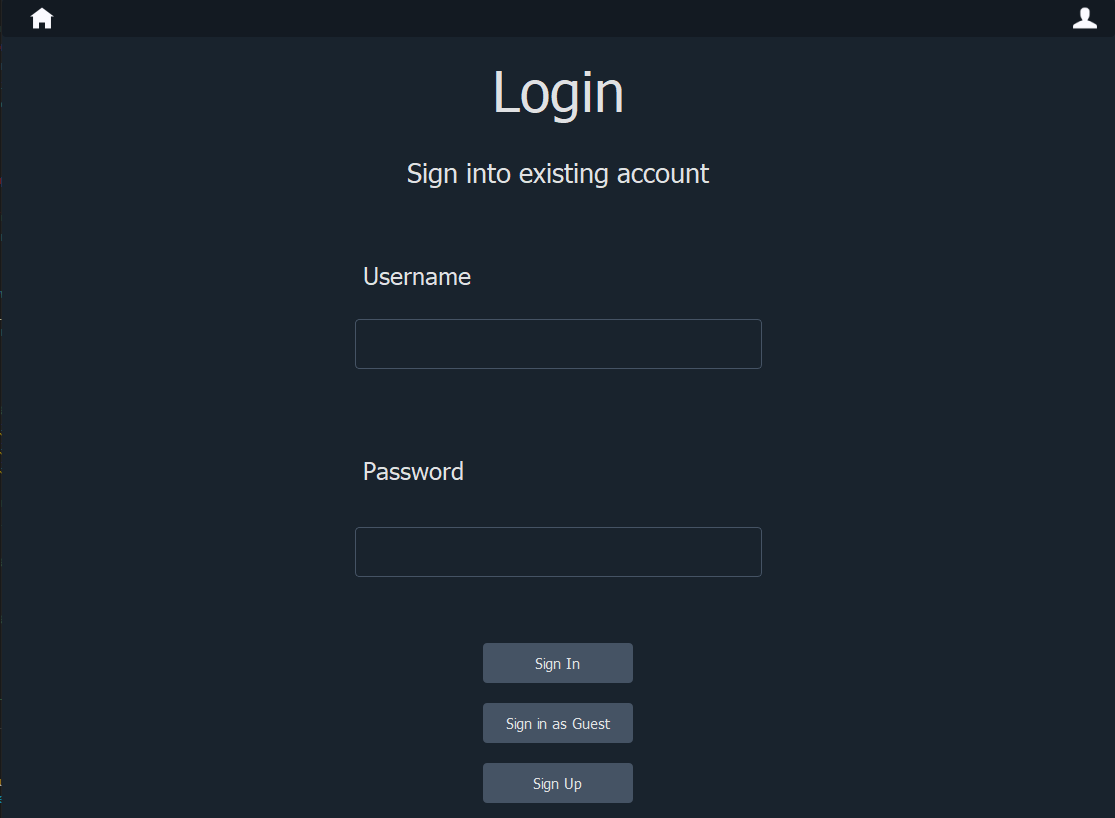 Login
Sign into existing account
Username
Password
Sign In
Sign in as Guest
Sign Up